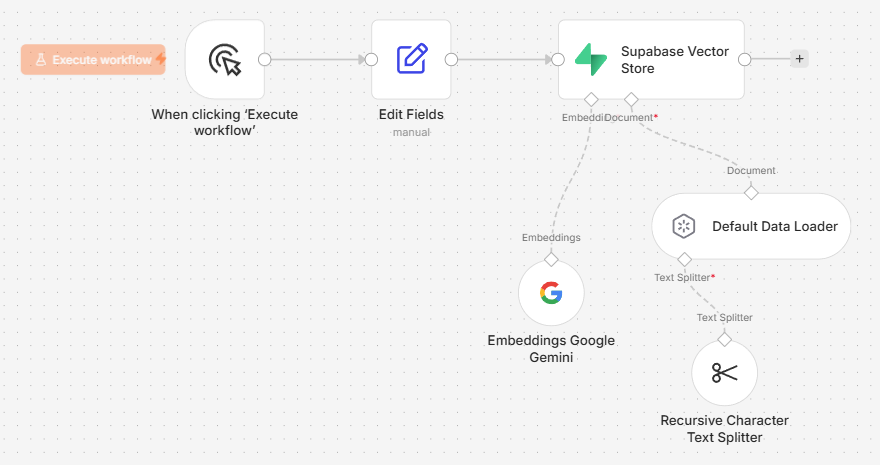 Execute workflow
When clicking ‘Execute
workflow’
Edit Fields
manual
Supabase Vector
Store
+
Document*
Embeddings
Embeddings Google
Gemini
Document
Default Data Loader
Text Splitter*
Text Splitter
Recursive Character
Text Splitter